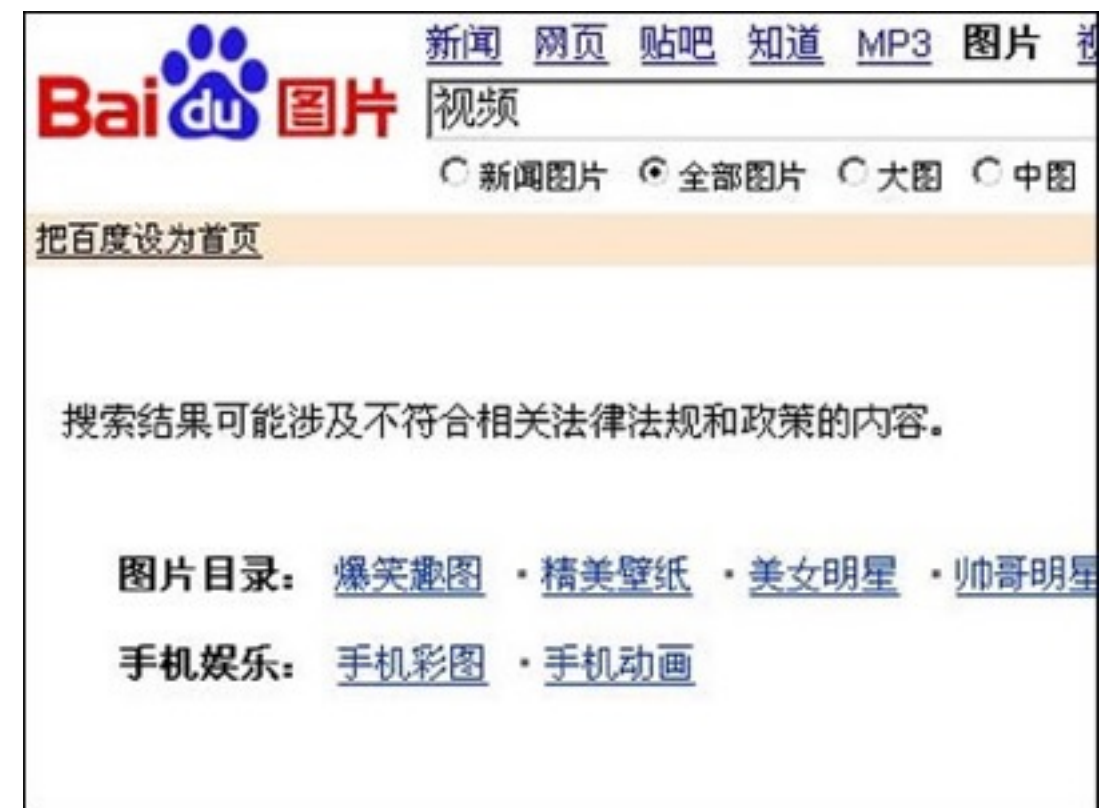 新闻 网页 贴吧 知道 MP3 图片
Bai du 图片
视频
新闻图片 全部图片 大图 中图
把百度设为首页
搜索结果可能涉及不符合相关法律法规和政策的内容。
图片目录： 爆笑趣图 · 精美壁纸 · 美女明星 · 帅哥明星
手机娱乐： 手机彩图 · 手机动画